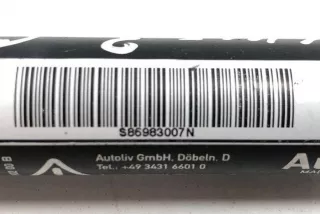 S86983007N
Autoliv GmbH, Döbeln. D
Tel.: +49 3431 6601 0